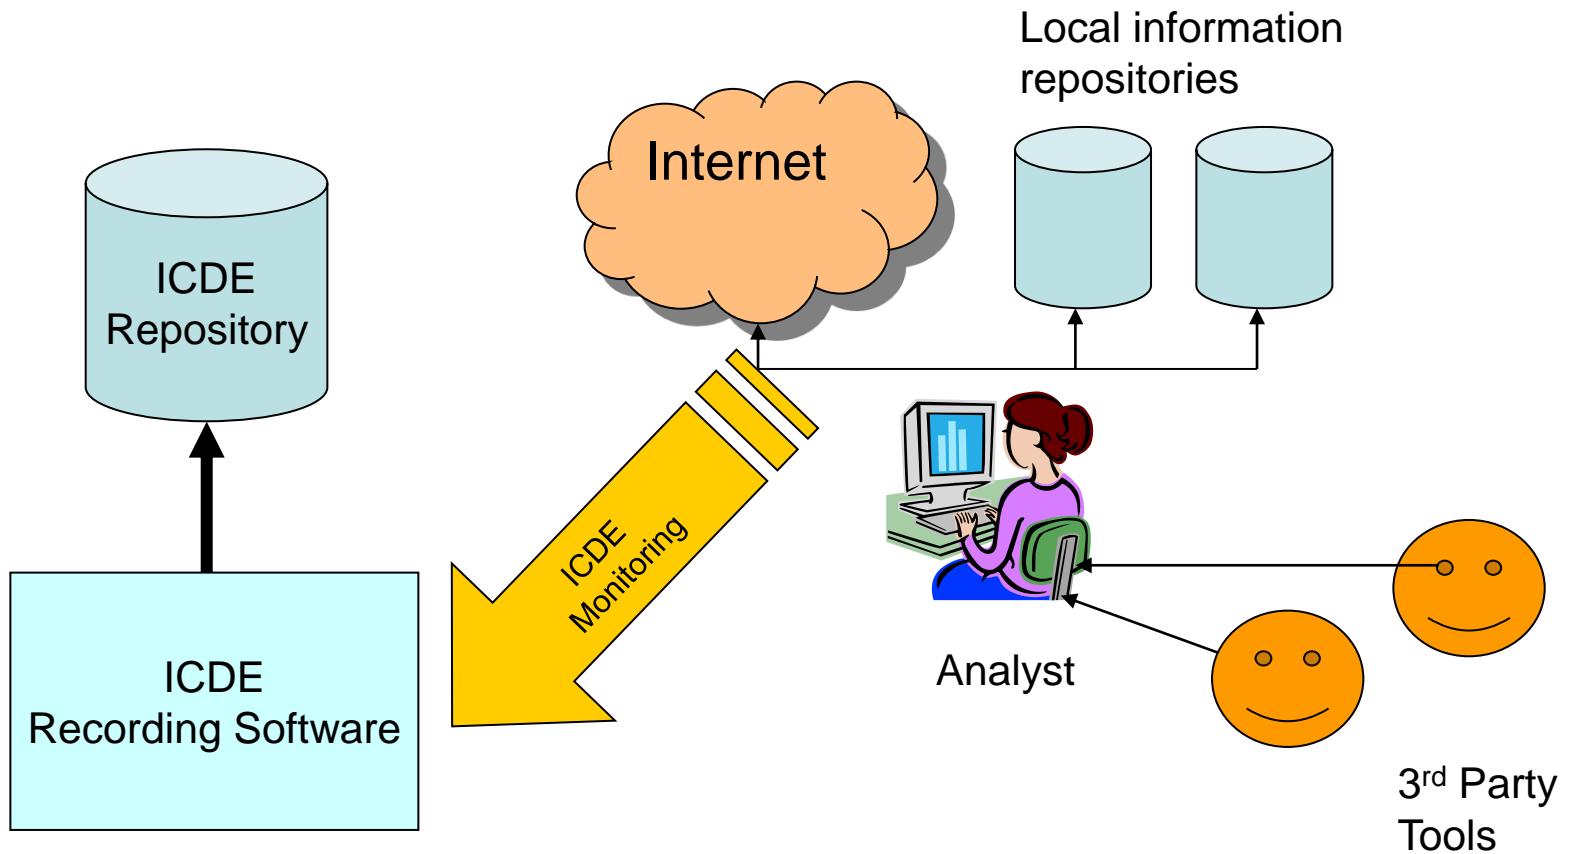 Local information
repositories
Internet
ICDE
Repository
ICDE
Monitoring
ICDE
Recording Software
Analyst
3rd Party
Tools